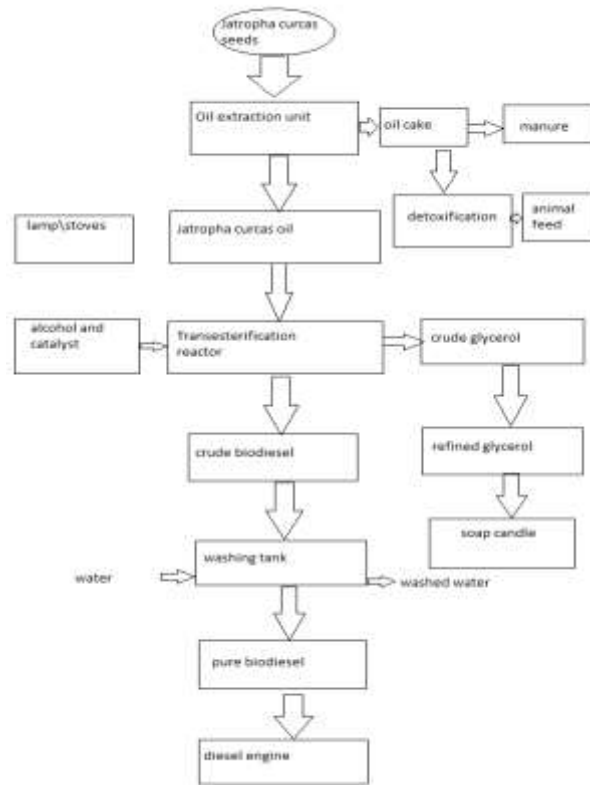 Jatropha curcas
seeds
Oil extraction unit
oil cake
manure
detoxification
animal
feed
lamp\stoves
Jatropha curcas oil
alcohol and
catalyst
Transesterification
reactor
crude glycerol
crude biodiesel
refined glycerol
soap candle
washing tank
water
washed water
pure biodiesel
diesel engine